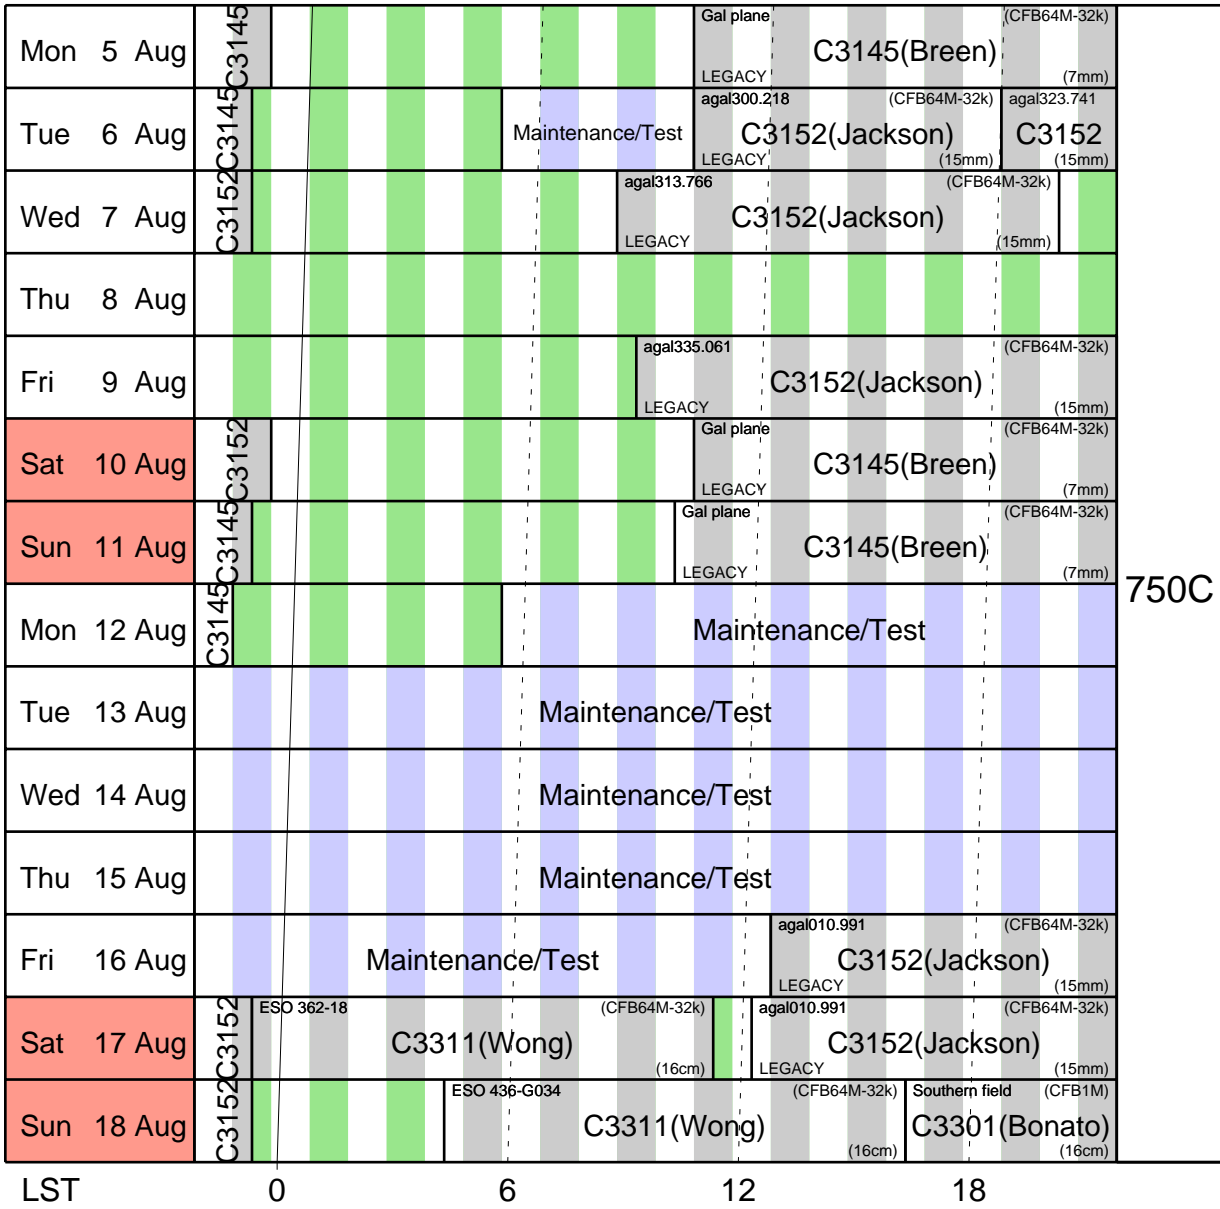 Mon 5 Aug C3145 Gal plane (CFB64M-32k) C3145(Breen) LEGACY (7mm)
Tue 6 Aug C3145 Maintenance/Test agal300.218 (CFB64M-32k) C3152(Jackson) LEGACY (15mm) agal323.741 C3152 (15mm)
Wed 7 Aug C3152 agal313.766 (CFB64M-32k) C3152(Jackson) LEGACY (15mm)
Thu 8 Aug
Fri 9 Aug agal335.061 (CFB64M-32k) C3152(Jackson) LEGACY (15mm)
Sat 10 Aug C3152 Gal plane (CFB64M-32k) C3145(Breen) LEGACY (7mm)
Sun 11 Aug C3145 Gal plane (CFB64M-32k) C3145(Breen) LEGACY (7mm)
750C
Mon 12 Aug C3145 Maintenance/Test
Tue 13 Aug Maintenance/Test
Wed 14 Aug Maintenance/Test
Thu 15 Aug Maintenance/Test
Fri 16 Aug Maintenance/Test agal010.991 (CFB64M-32k) C3152(Jackson) LEGACY (15mm)
Sat 17 Aug C3152 ESO 362-18 (CFB64M-32k) C3311(Wong) (16cm) agal010.991 (CFB64M-32k) C3152(Jackson) LEGACY (15mm)
Sun 18 Aug C3152 ESO 436-G034 (CFB64M-32k) C3311(Wong) (16cm) Southern field (CFB1M) C3301(Bonato) (16cm)
LST 0 6 12 18